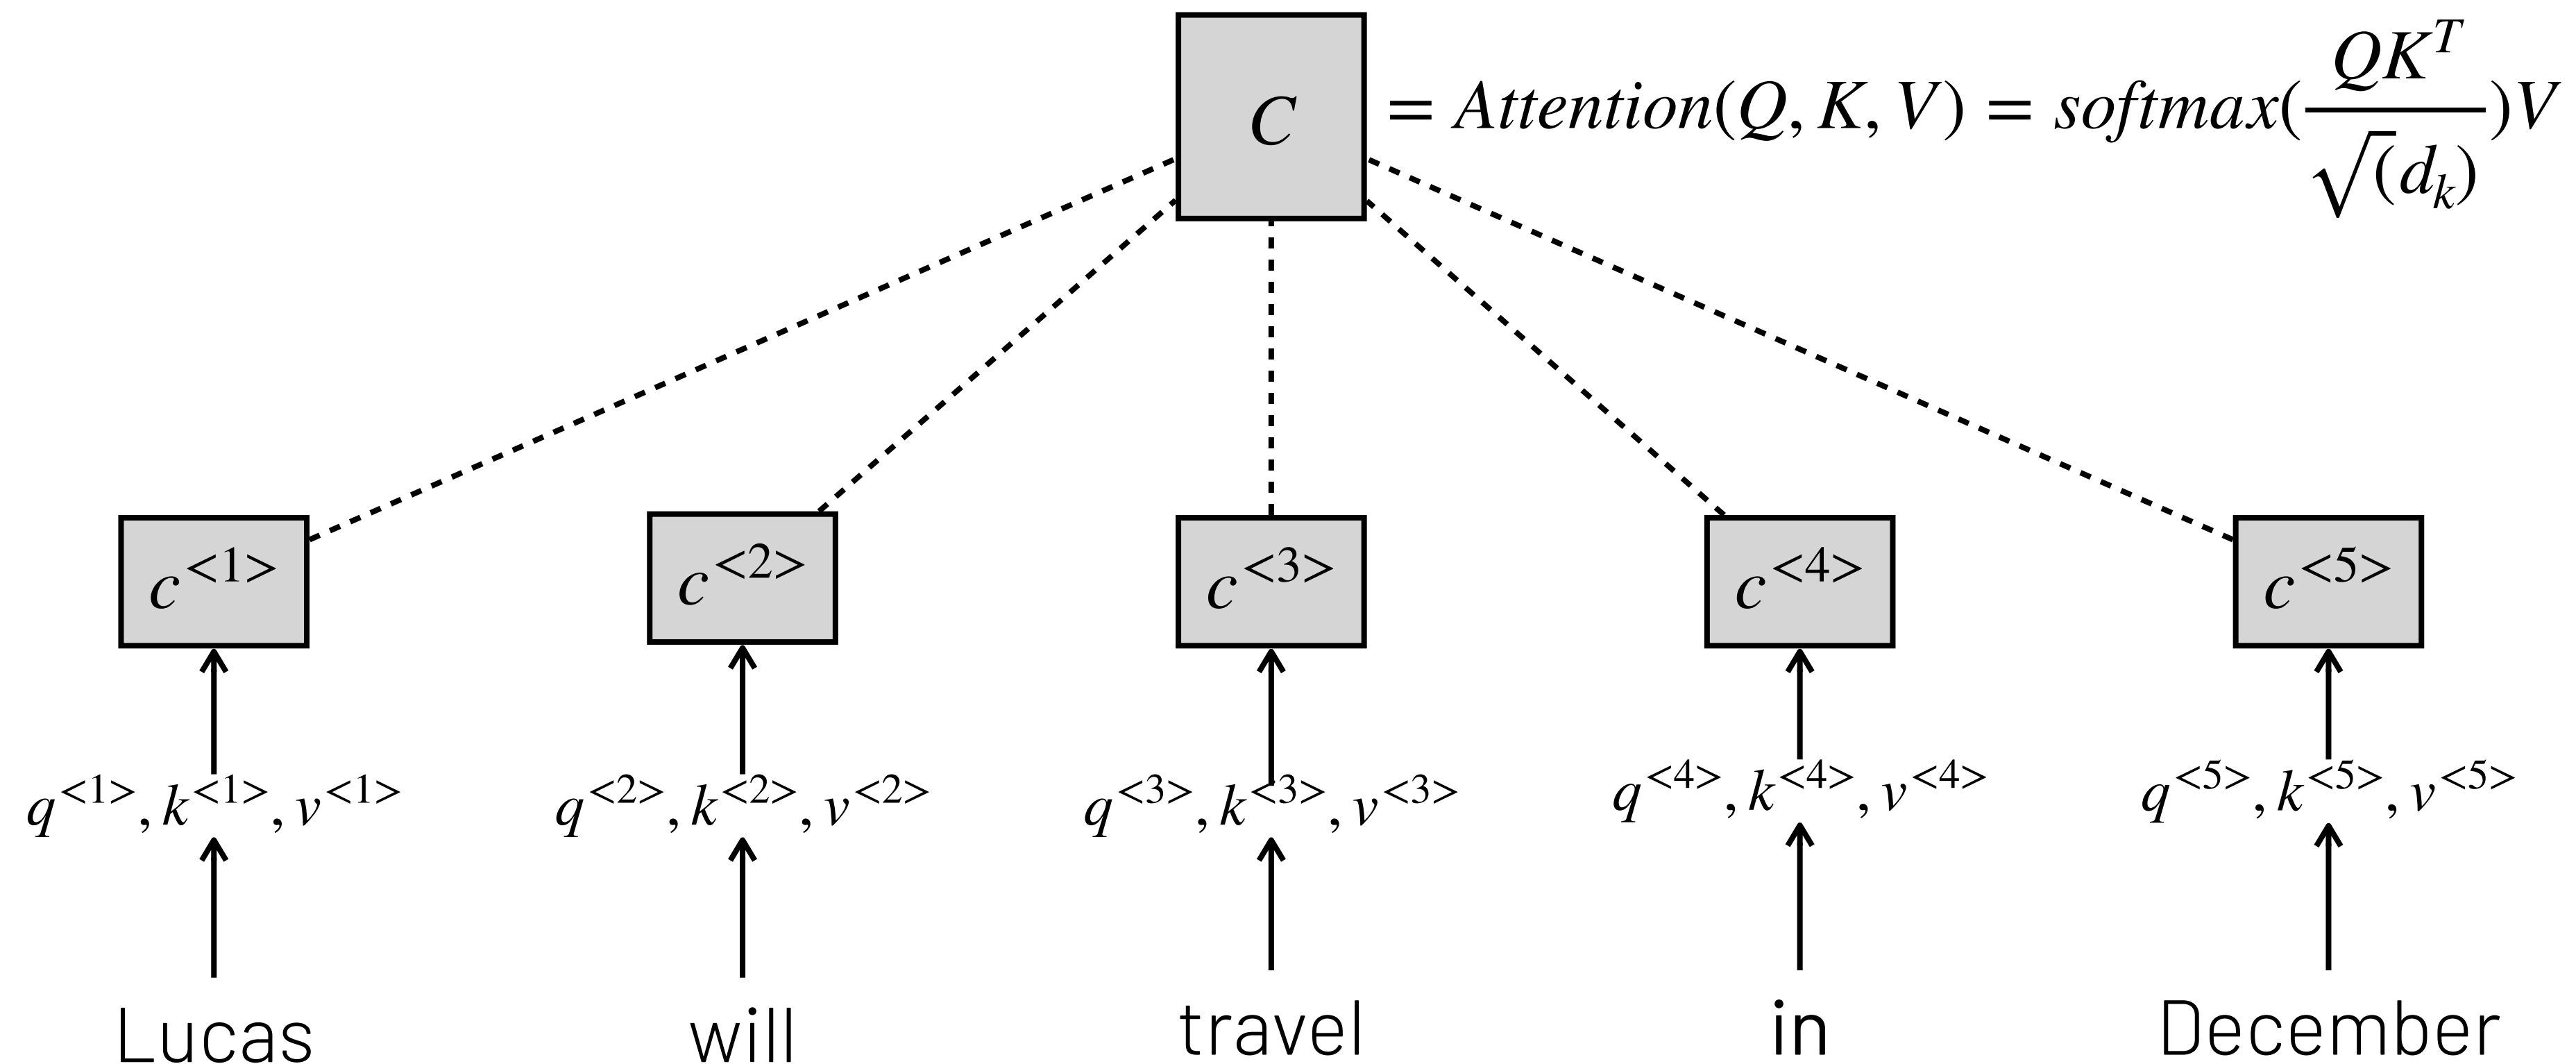 C = Attention(Q, K, V) = softmax(QK^T / √(d_k))V
c^<1> c^<2> c^<3> c^<4> c^<5>
q^<1>, k^<1>, v^<1> q^<2>, k^<2>, v^<2> q^<3>, k^<3>, v^<3> q^<4>, k^<4>, v^<4> q^<5>, k^<5>, v^<5>
Lucas will travel in December